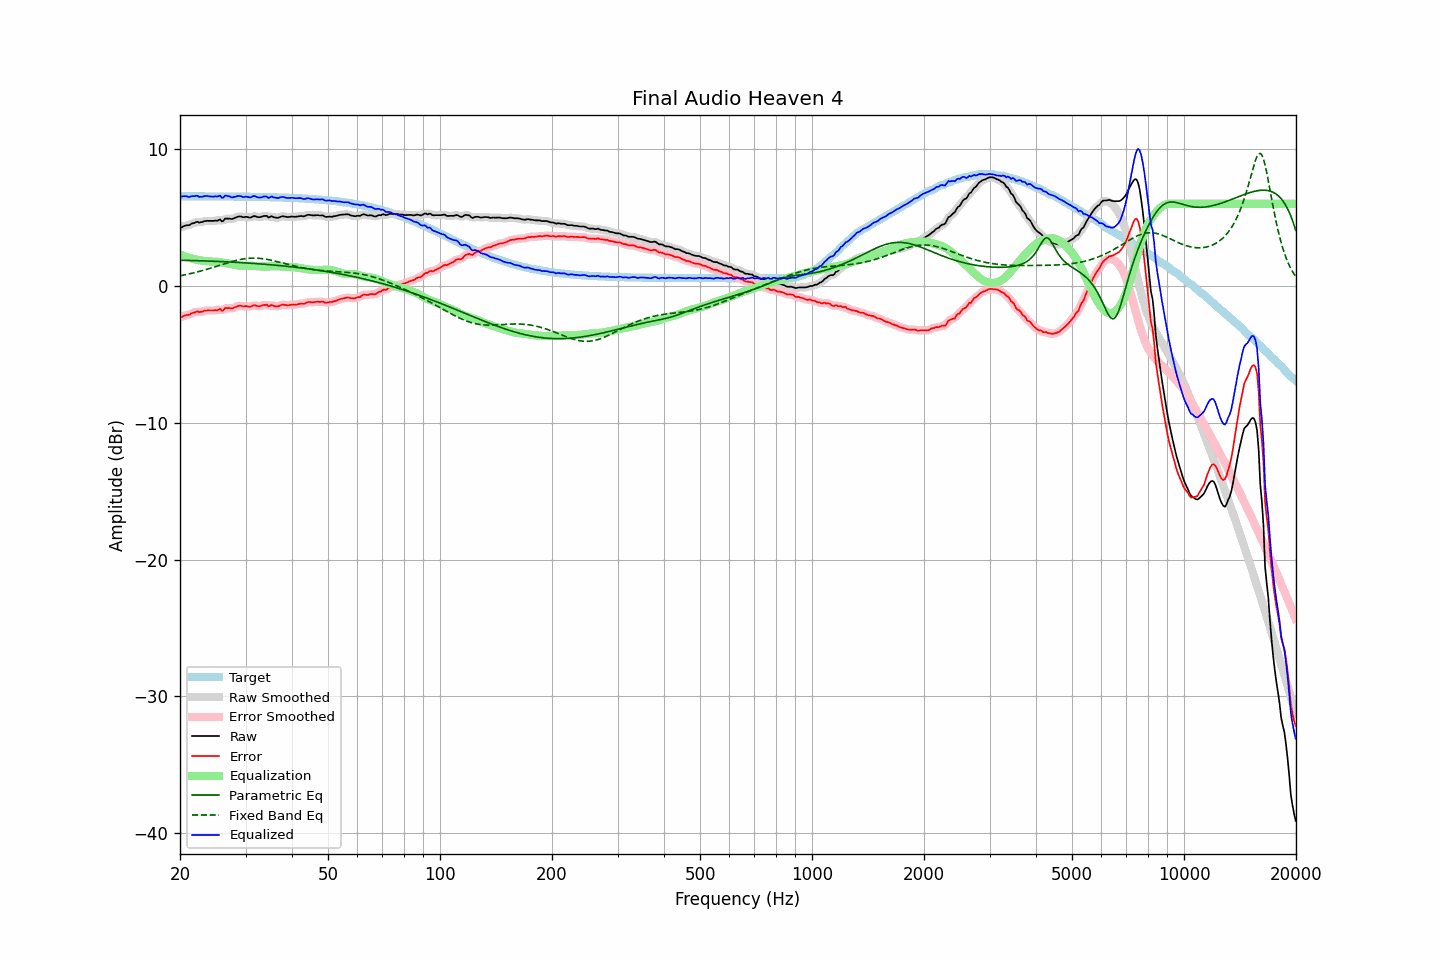 Final Audio Heaven 4
Amplitude (dBr)
10
0
−10
−20
−30
−40
Target
Raw Smoothed
Error Smoothed
Raw
Error
Equalization
Parametric Eq
Fixed Band Eq
Equalized
20 50 100 200 500 1000 2000 5000 10000 20000
Frequency (Hz)